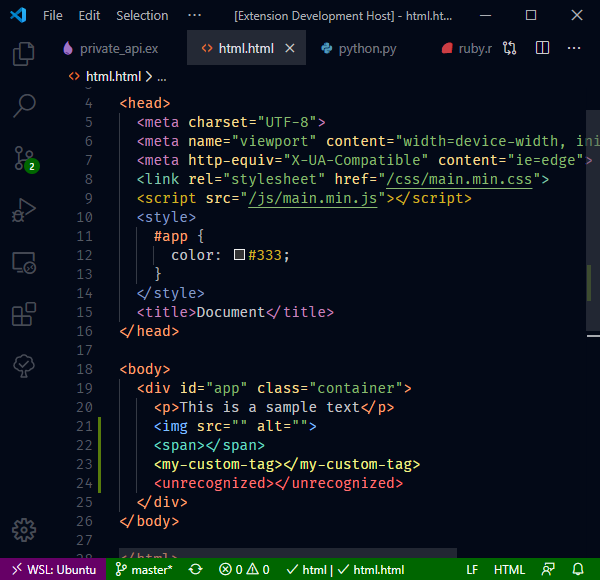 File Edit Selection ··· [Extension Development Host] - html.ht...
private_api.ex <> html.html × python.py ruby.r ···
<> html.html > ...
4 <head>
5 <meta charset="UTF-8">
6 <meta name="viewport" content="width=device-width, ini
7 <meta http-equiv="X-UA-Compatible" content="ie=edge">
8 <link rel="stylesheet" href="/css/main.min.css">
9 <script src="/js/main.min.js"></script>
10 <style>
11 #app {
12 color: #333;
13 }
14 </style>
15 <title>Document</title>
16 </head>
17
18 <body>
19 <div id="app" class="container">
20 <p>This is a sample text</p>
21 <img src="" alt="">
22 <span></span>
23 <my-custom-tag></my-custom-tag>
24 <unrecognized></unrecognized>
25 </div>
26 </body>
27
28 </html>
2
WSL: Ubuntu master* 0 0 ✓ html | ✓ html.html LF HTML